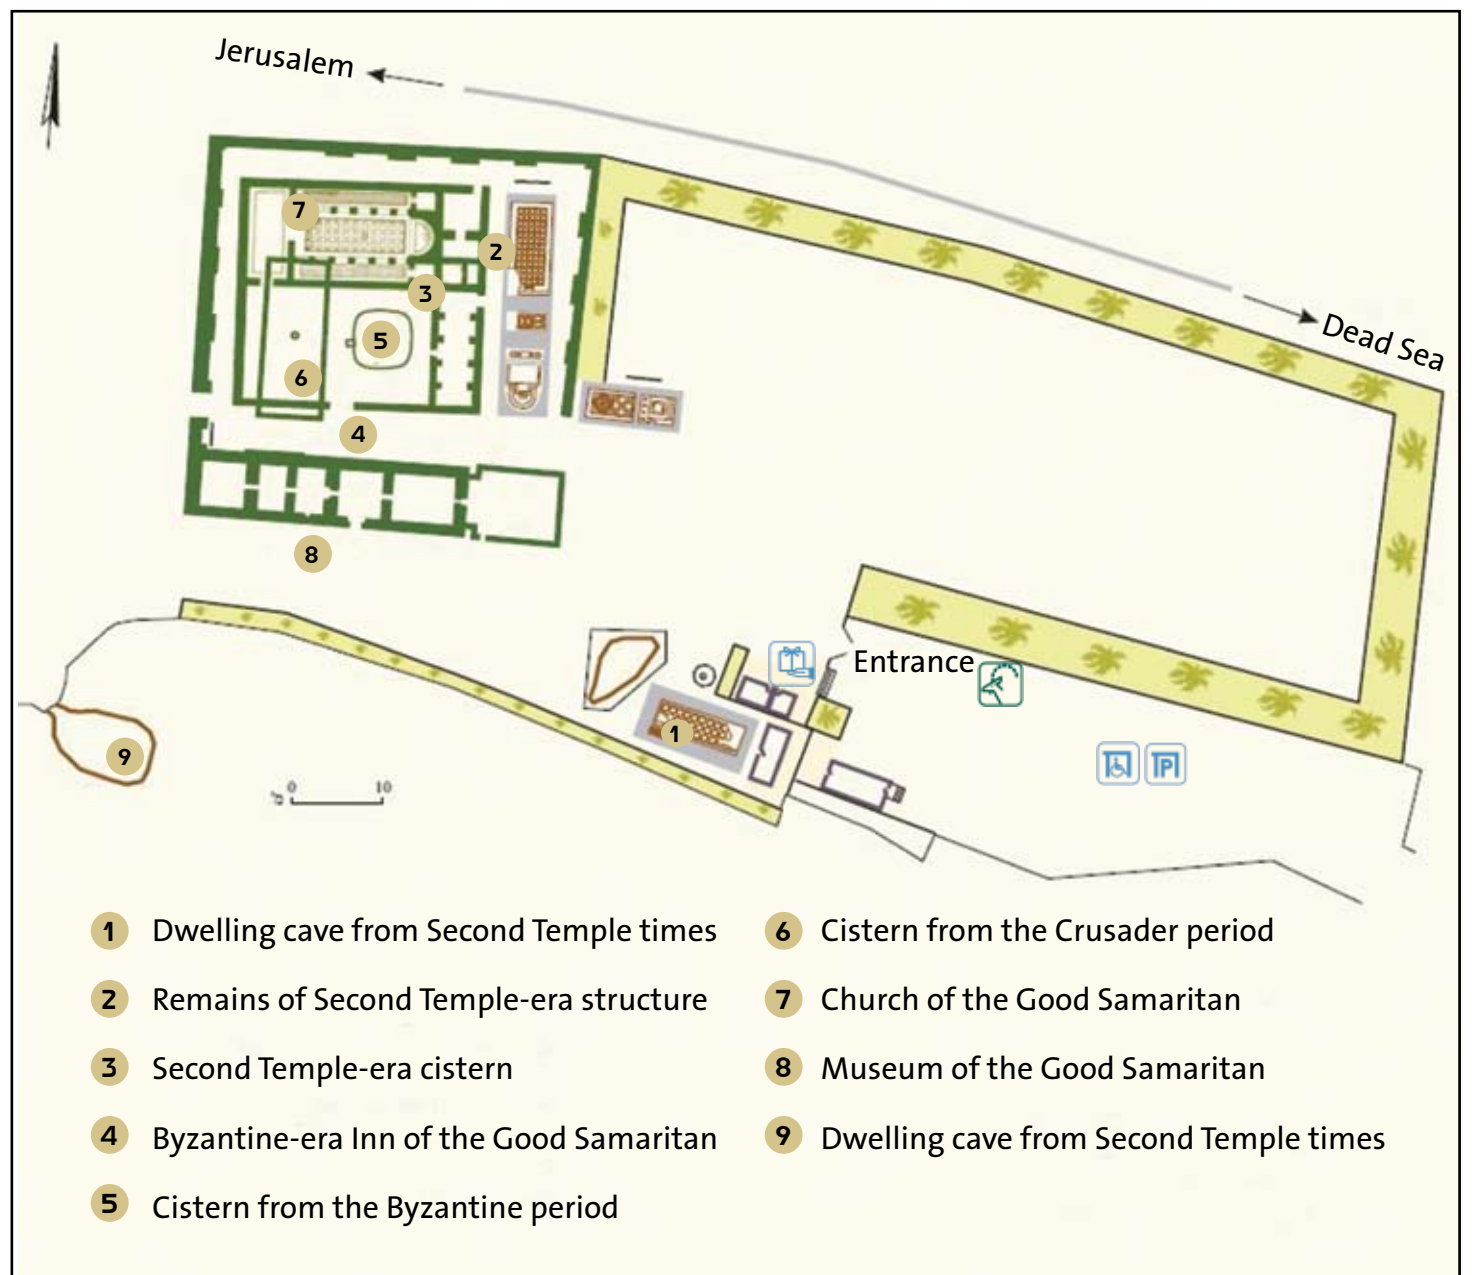 Jerusalem
Dead Sea
7
2
3
5
6
4
8
Entrance
1
9
P
0 10
1 Dwelling cave from Second Temple times
2 Remains of Second Temple-era structure
3 Second Temple-era cistern
4 Byzantine-era Inn of the Good Samaritan
5 Cistern from the Byzantine period
6 Cistern from the Crusader period
7 Church of the Good Samaritan
8 Museum of the Good Samaritan
9 Dwelling cave from Second Temple times